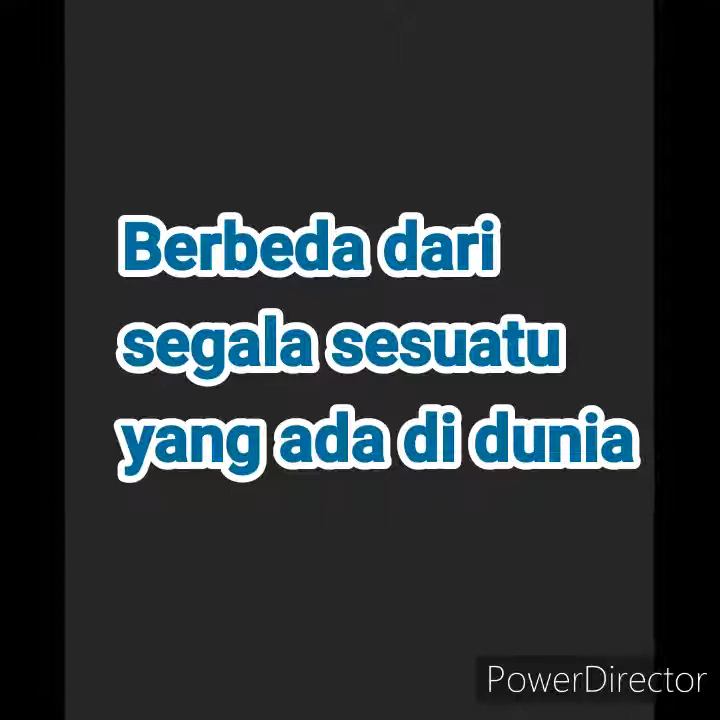 Berbeda dari
segala sesuatu
yang ada di dunia
PowerDirector